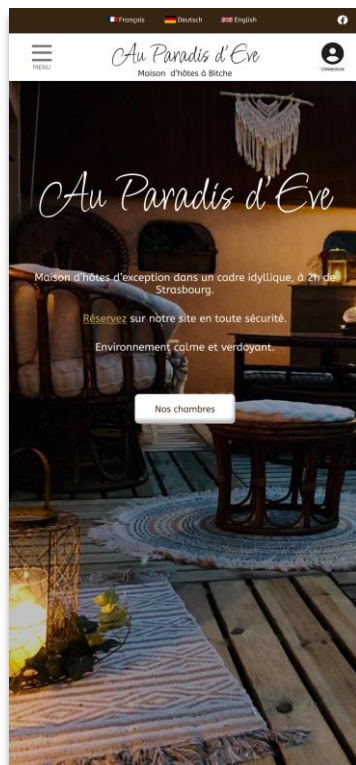 Français Deutsch English
MENU
Au Paradis d'Eve
Maison d'hôtes à Bitche
CONNEXION
Au Paradis d'Eve
Maison d'hôtes d'exception dans un cadre idyllique, à 2h de
Strasbourg.
Réservez sur notre site en toute sécurité.
Environnement calme et verdoyant.
Nos chambres